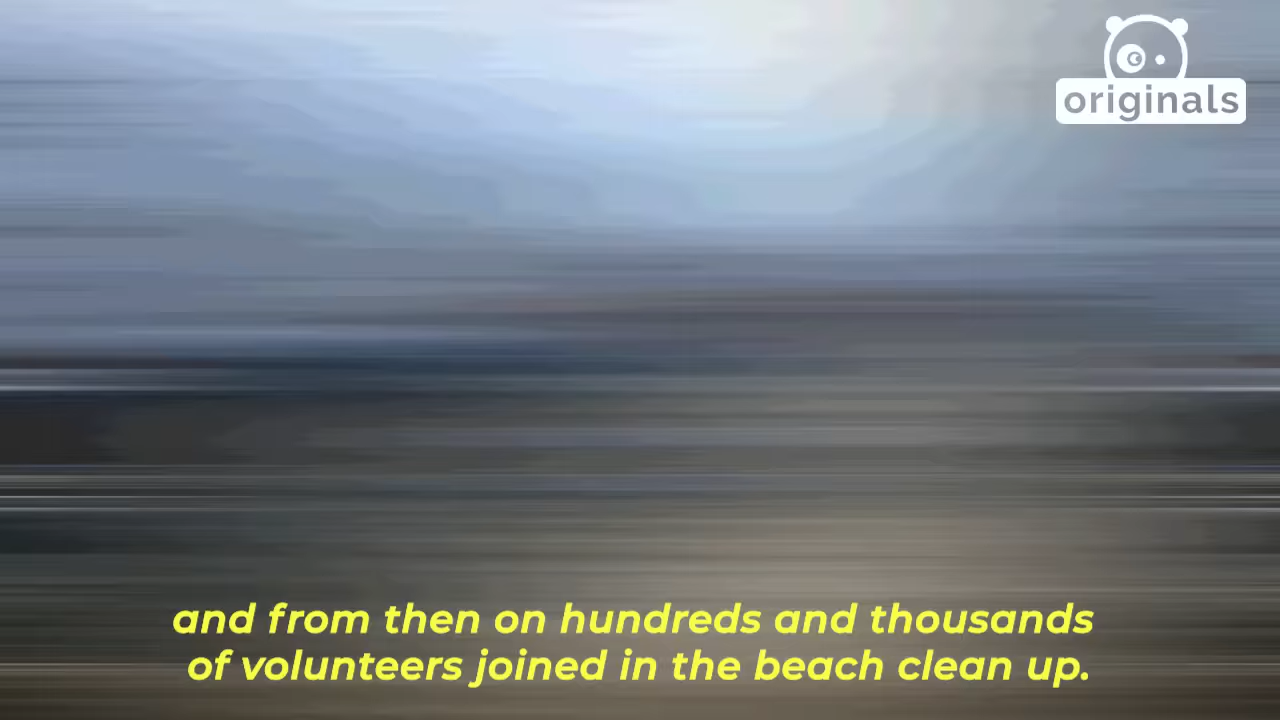 originals
and from then on hundreds and thousands
of volunteers joined in the beach clean up.